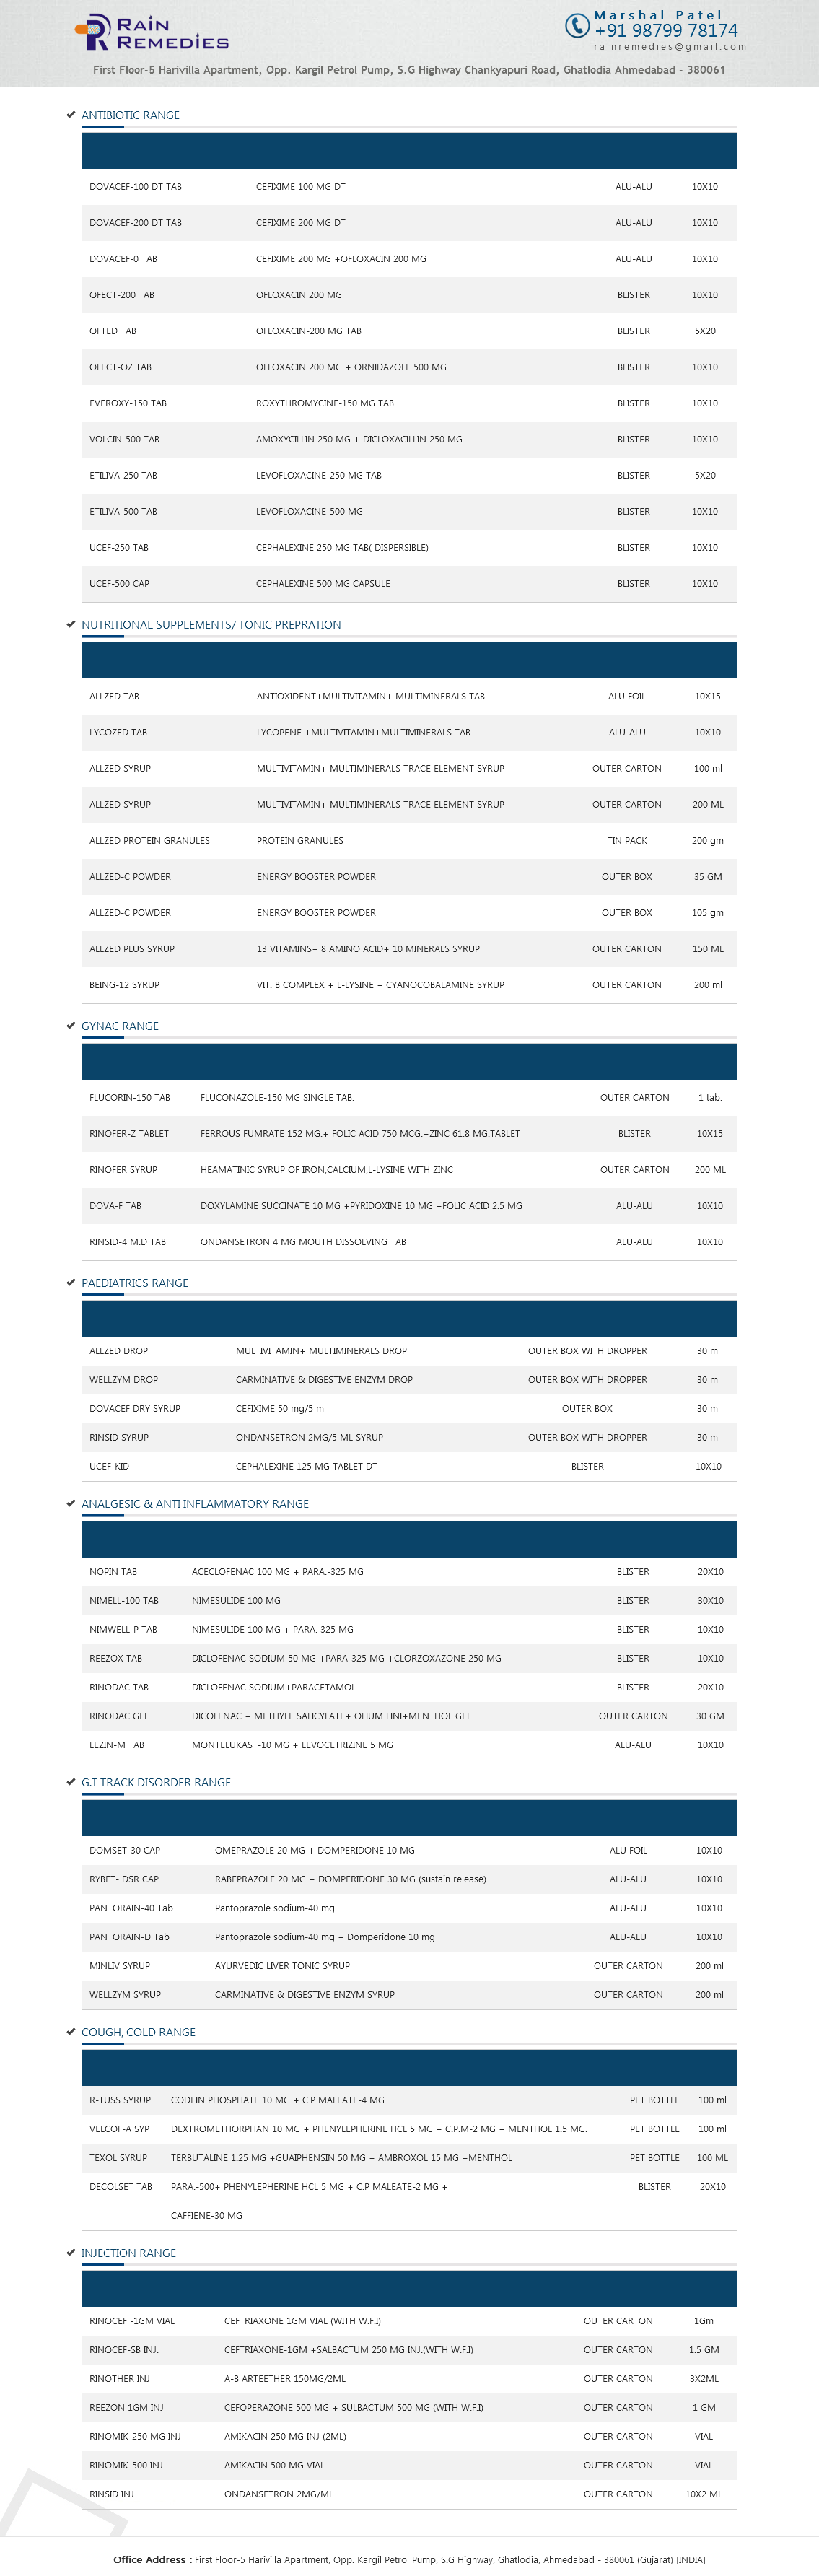 RAIN REMEDIES
Marshal Patel
+91 98799 78174
rainremedies@gmail.com
First Floor-5 Harivilla Apartment, Opp. Kargil Petrol Pump, S.G Highway Chankyapuri Road, Ghatlodia Ahmedabad - 380061
ANTIBIOTIC RANGE
DOVACEF-100 DT TAB CEFIXIME 100 MG DT ALU-ALU 10X10
DOVACEF-200 DT TAB CEFIXIME 200 MG DT ALU-ALU 10X10
DOVACEF-0 TAB CEFIXIME 200 MG +OFLOXACIN 200 MG ALU-ALU 10X10
OFECT-200 TAB OFLOXACIN 200 MG BLISTER 10X10
OFTED TAB OFLOXACIN-200 MG TAB BLISTER 5X20
OFECT-OZ TAB OFLOXACIN 200 MG + ORNIDAZOLE 500 MG BLISTER 10X10
EVEROXY-150 TAB ROXYTHROMYCINE-150 MG TAB BLISTER 10X10
VOLCIN-500 TAB. AMOXYCILLIN 250 MG + DICLOXACILLIN 250 MG BLISTER 10X10
ETILIVA-250 TAB LEVOFLOXACINE-250 MG TAB BLISTER 5X20
ETILIVA-500 TAB LEVOFLOXACINE-500 MG BLISTER 10X10
UCEF-250 TAB CEPHALEXINE 250 MG TAB( DISPERSIBLE) BLISTER 10X10
UCEF-500 CAP CEPHALEXINE 500 MG CAPSULE BLISTER 10X10
NUTRITIONAL SUPPLEMENTS/ TONIC PREPRATION
ALLZED TAB ANTIOXIDENT+MULTIVITAMIN+ MULTIMINERALS TAB ALU FOIL 10X15
LYCOZED TAB LYCOPENE +MULTIVITAMIN+MULTIMINERALS TAB. ALU-ALU 10X10
ALLZED SYRUP MULTIVITAMIN+ MULTIMINERALS TRACE ELEMENT SYRUP OUTER CARTON 100 ml
ALLZED SYRUP MULTIVITAMIN+ MULTIMINERALS TRACE ELEMENT SYRUP OUTER CARTON 200 ML
ALLZED PROTEIN GRANULES PROTEIN GRANULES TIN PACK 200 gm
ALLZED-C POWDER ENERGY BOOSTER POWDER OUTER BOX 35 GM
ALLZED-C POWDER ENERGY BOOSTER POWDER OUTER BOX 105 gm
ALLZED PLUS SYRUP 13 VITAMINS+ 8 AMINO ACID+ 10 MINERALS SYRUP OUTER CARTON 150 ML
BEING-12 SYRUP VIT. B COMPLEX + L-LYSINE + CYANOCOBALAMINE SYRUP OUTER CARTON 200 ml
GYNAC RANGE
FLUCORIN-150 TAB FLUCONAZOLE-150 MG SINGLE TAB. OUTER CARTON 1 tab.
RINOFER-Z TABLET FERROUS FUMRATE 152 MG.+ FOLIC ACID 750 MCG.+ZINC 61.8 MG.TABLET BLISTER 10X15
RINOFER SYRUP HEAMATINIC SYRUP OF IRON,CALCIUM,L-LYSINE WITH ZINC OUTER CARTON 200 ML
DOVA-F TAB DOXYLAMINE SUCCINATE 10 MG +PYRIDOXINE 10 MG +FOLIC ACID 2.5 MG ALU-ALU 10X10
RINSID-4 M.D TAB ONDANSETRON 4 MG MOUTH DISSOLVING TAB ALU-ALU 10X10
PAEDIATRICS RANGE
ALLZED DROP MULTIVITAMIN+ MULTIMINERALS DROP OUTER BOX WITH DROPPER 30 ml
WELLZYM DROP CARMINATIVE & DIGESTIVE ENZYM DROP OUTER BOX WITH DROPPER 30 ml
DOVACEF DRY SYRUP CEFIXIME 50 mg/5 ml OUTER BOX 30 ml
RINSID SYRUP ONDANSETRON 2MG/5 ML SYRUP OUTER BOX WITH DROPPER 30 ml
UCEF-KID CEPHALEXINE 125 MG TABLET DT BLISTER 10X10
ANALGESIC & ANTI INFLAMMATORY RANGE
NOPIN TAB ACECLOFENAC 100 MG + PARA.-325 MG BLISTER 20X10
NIMELL-100 TAB NIMESULIDE 100 MG BLISTER 30X10
NIMWELL-P TAB NIMESULIDE 100 MG + PARA. 325 MG BLISTER 10X10
REEZOX TAB DICLOFENAC SODIUM 50 MG +PARA-325 MG +CLORZOXAZONE 250 MG BLISTER 10X10
RINODAC TAB DICLOFENAC SODIUM+PARACETAMOL BLISTER 20X10
RINODAC GEL DICOFENAC + METHYLE SALICYLATE+ OLIUM LINI+MENTHOL GEL OUTER CARTON 30 GM
LEZIN-M TAB MONTELUKAST-10 MG + LEVOCETRIZINE 5 MG ALU-ALU 10X10
G.T TRACK DISORDER RANGE
DOMSET-30 CAP OMEPRAZOLE 20 MG + DOMPERIDONE 10 MG ALU FOIL 10X10
RYBET- DSR CAP RABEPRAZOLE 20 MG + DOMPERIDONE 30 MG (sustain release) ALU-ALU 10X10
PANTORAIN-40 Tab Pantoprazole sodium-40 mg ALU-ALU 10X10
PANTORAIN-D Tab Pantoprazole sodium-40 mg + Domperidone 10 mg ALU-ALU 10X10
MINLIV SYRUP AYURVEDIC LIVER TONIC SYRUP OUTER CARTON 200 ml
WELLZYM SYRUP CARMINATIVE & DIGESTIVE ENZYM SYRUP OUTER CARTON 200 ml
COUGH, COLD RANGE
R-TUSS SYRUP CODEIN PHOSPHATE 10 MG + C.P MALEATE-4 MG PET BOTTLE 100 ml
VELCOF-A SYP DEXTROMETHORPHAN 10 MG + PHENYLEPHERINE HCL 5 MG + C.P.M-2 MG + MENTHOL 1.5 MG. PET BOTTLE 100 ml
TEXOL SYRUP TERBUTALINE 1.25 MG +GUAIPHENSIN 50 MG + AMBROXOL 15 MG +MENTHOL PET BOTTLE 100 ML
DECOLSET TAB PARA.-500+ PHENYLEPHERINE HCL 5 MG + C.P MALEATE-2 MG + BLISTER 20X10
CAFFIENE-30 MG
INJECTION RANGE
RINOCEF -1GM VIAL CEFTRIAXONE 1GM VIAL (WITH W.F.I) OUTER CARTON 1Gm
RINOCEF-SB INJ. CEFTRIAXONE-1GM +SALBACTUM 250 MG INJ.(WITH W.F.I) OUTER CARTON 1.5 GM
RINOTHER INJ A-B ARTEETHER 150MG/2ML OUTER CARTON 3X2ML
REEZON 1GM INJ CEFOPERAZONE 500 MG + SULBACTUM 500 MG (WITH W.F.I) OUTER CARTON 1 GM
RINOMIK-250 MG INJ AMIKACIN 250 MG INJ (2ML) OUTER CARTON VIAL
RINOMIK-500 INJ AMIKACIN 500 MG VIAL OUTER CARTON VIAL
RINSID INJ. ONDANSETRON 2MG/ML OUTER CARTON 10X2 ML
Office Address : First Floor-5 Harivilla Apartment, Opp. Kargil Petrol Pump, S.G Highway, Ghatlodia, Ahmedabad - 380061 (Gujarat) [INDIA]